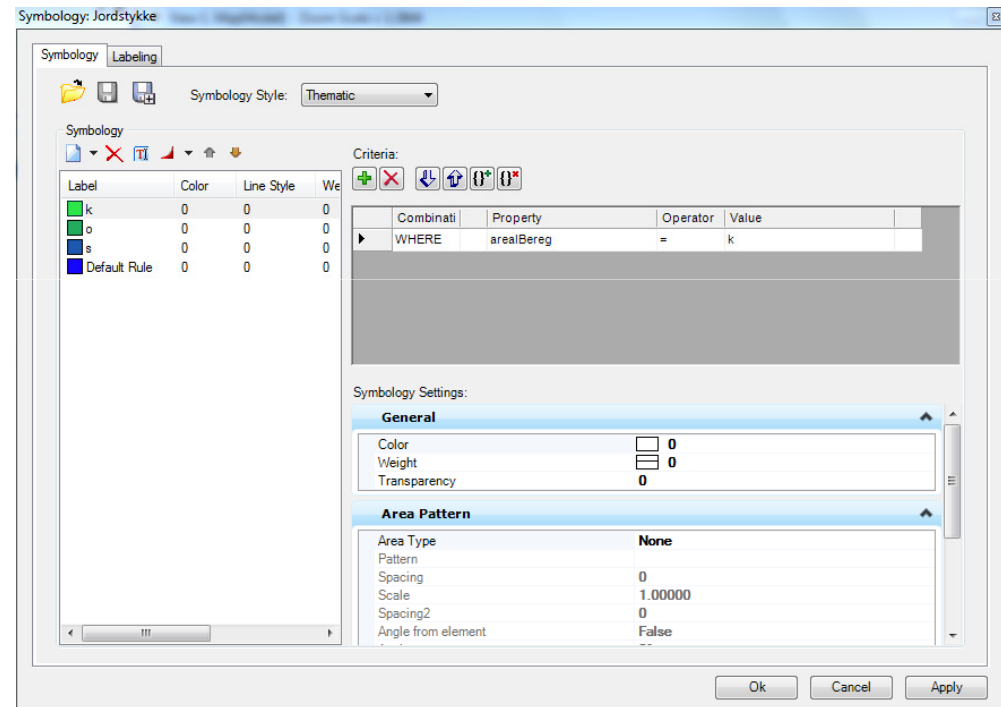 Symbology: Jordstykke
Symbology Labeling
Symbology Style: Thematic
Symbology
Label Color Line Style We
k 0 0 0
o 0 0 0
s 0 0 0
Default Rule 0 0 0
Criteria:
Combinati Property Operator Value
WHERE arealBereg = k
Symbology Settings:
General
Color 0
Weight 0
Transparency 0
Area Pattern
Area Type None
Pattern
Spacing 0
Scale 1.00000
Spacing2 0
Angle from element False
Ok Cancel Apply